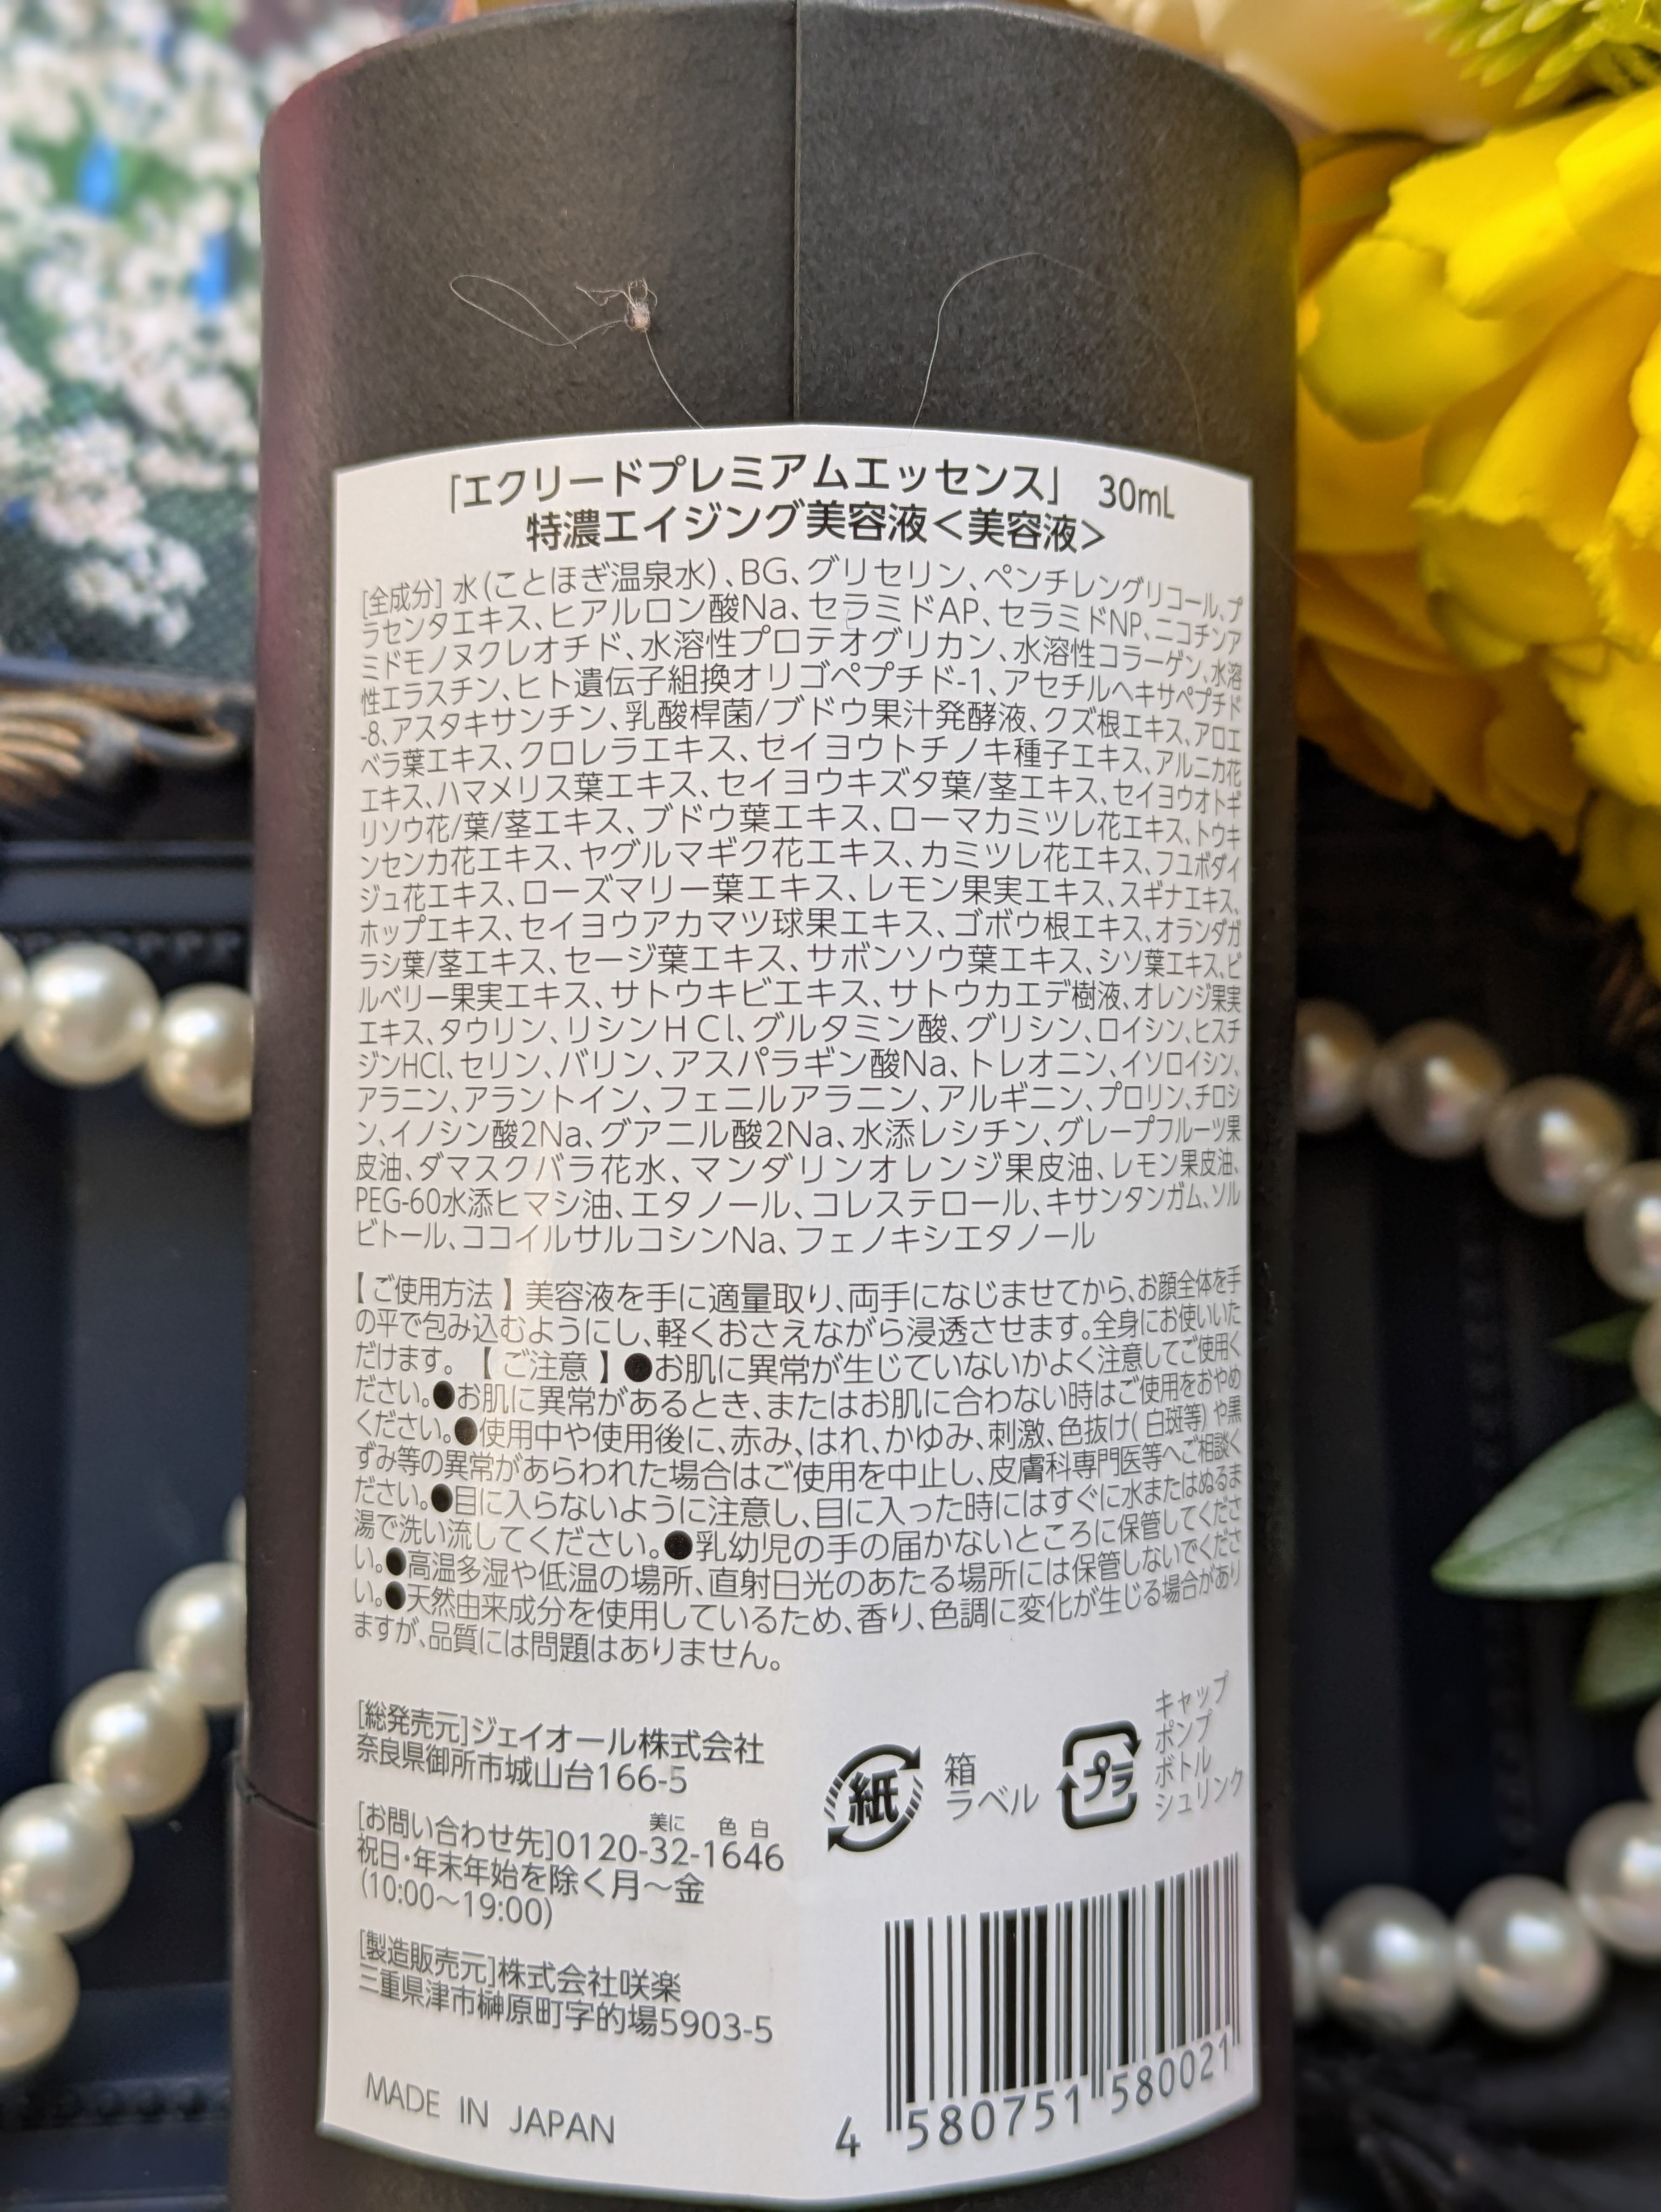 「エクリードプレミアムエッセンス」 30mL
特濃エイジング美容液＜美容液＞
[全成分] 水(ことほぎ温泉水)、BG、グリセリン、ペンチレングリコール、プ
ラセンタエキス、ヒアルロン酸Na、セラミドAP、セラミドNP、ニコチンア
ミドモノヌクレオチド、水溶性プロテオグリカン、水溶性コラーゲン、水溶
性エラスチン、ヒト遺伝子組換オリゴペプチド-1、アセチルヘキサペプチド
-8、アスタキサンチン、乳酸桿菌/ブドウ果汁発酵液、クズ根エキス、アロエ
ベラ葉エキス、クロレラエキス、セイヨウトチノキ種子エキス、アルニカ花
エキス、ハマメリス葉エキス、セイヨウキズタ葉/茎エキス、セイヨウオトギ
リソウ花/葉/茎エキス、ブドウ葉エキス、ローマカミツレ花エキス、トウキ
ンセンカ花エキス、ヤグルマギク花エキス、カミツレ花エキス、フユボダイ
ジュ花エキス、ローズマリー葉エキス、レモン果実エキス、スギナエキス、
ホップエキス、セイヨウアカマツ球果エキス、ゴボウ根エキス、オランダガ
ラシ葉/茎エキス、セージ葉エキス、サボンソウ葉エキス、シソ葉エキス、ビ
ルベリー果実エキス、サトウキビエキス、サトウカエデ樹液、オレンジ果実
エキス、タウリン、リシンＨＣl、グルタミン酸、グリシン、ロイシン、ヒスチ
ジンHCl、セリン、バリン、アスパラギン酸Na、トレオニン、イソロイシン、
アラニン、アラントイン、フェニルアラニン、アルギニン、プロリン、チロシ
ン、イノシン酸2Na、グアニル酸2Na、水添レシチン、グレープフルーツ果
皮油、ダマスクバラ花水、マンダリンオレンジ果皮油、レモン果皮油、
PEG-60水添ヒマシ油、エタノール、コレステロール、キサンタンガム、ソル
ビトール、ココイルサルコシンNa、フェノキシエタノール
【ご使用方法】美容液を手に適量取り、両手になじませてから、お顔全体を手
の平で包み込むようにし、軽くおさえながら浸透させます。全身にお使いいた
だけます。【ご注意】●お肌に異常が生じていないかよく注意してご使用く
ださい。●お肌に異常があるとき、またはお肌に合わない時はご使用をおやめ
ください。●使用中や使用後に、赤み、はれ、かゆみ、刺激、色抜け(白斑等)や黒
ずみ等の異常があらわれた場合はご使用を中止し、皮膚科専門医等へご相談く
ださい。●目に入らないように注意し、目に入った時にはすぐに水またはぬるま
湯で洗い流してください。●乳幼児の手の届かないところに保管してくださ
い。●高温多湿や低温の場所、直射日光のあたる場所には保管しないでくださ
い。●天然由来成分を使用しているため、香り、色調に変化が生じる場合があり
ますが、品質には問題はありません。
[総発売元]ジェイオール株式会社
奈良県御所市城山台166-5
美に 色白
[お問い合わせ先]0120-32-1646
祝日・年末年始を除く月～金
(10:00～19:00)
[製造販売元]株式会社咲楽
三重県津市榊原町字的場5903-5
MADE IN JAPAN
紙
箱
ラベル
プラ
キャップ
ポンプ
ボトル
シュリンク
4 580751 580021